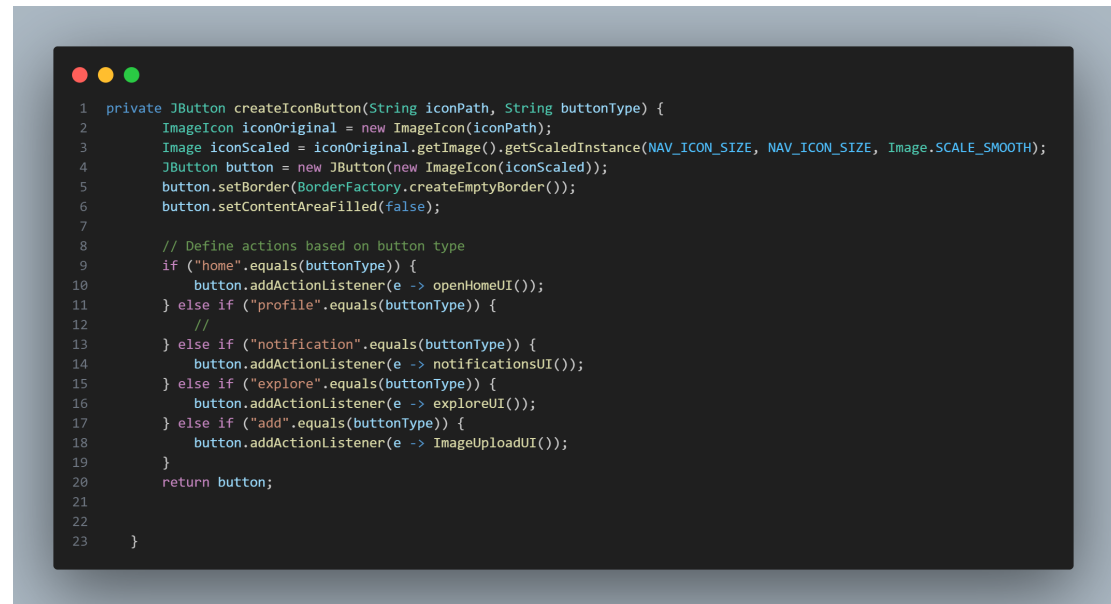 1 private JButton createIconButton(String iconPath, String buttonType) {
2 ImageIcon iconOriginal = new ImageIcon(iconPath);
3 Image iconScaled = iconOriginal.getImage().getScaledInstance(NAV_ICON_SIZE, NAV_ICON_SIZE, Image.SCALE_SMOOTH);
4 JButton button = new JButton(new ImageIcon(iconScaled));
5 button.setBorder(BorderFactory.createEmptyBorder());
6 button.setContentAreaFilled(false);
7
8 // Define actions based on button type
9 if ("home".equals(buttonType)) {
10 button.addActionListener(e -> openHomeUI());
11 } else if ("profile".equals(buttonType)) {
12 //
13 } else if ("notification".equals(buttonType)) {
14 button.addActionListener(e -> notificationsUI());
15 } else if ("explore".equals(buttonType)) {
16 button.addActionListener(e -> exploreUI());
17 } else if ("add".equals(buttonType)) {
18 button.addActionListener(e -> ImageUploadUI());
19 }
20 return button;
21
22
23 }